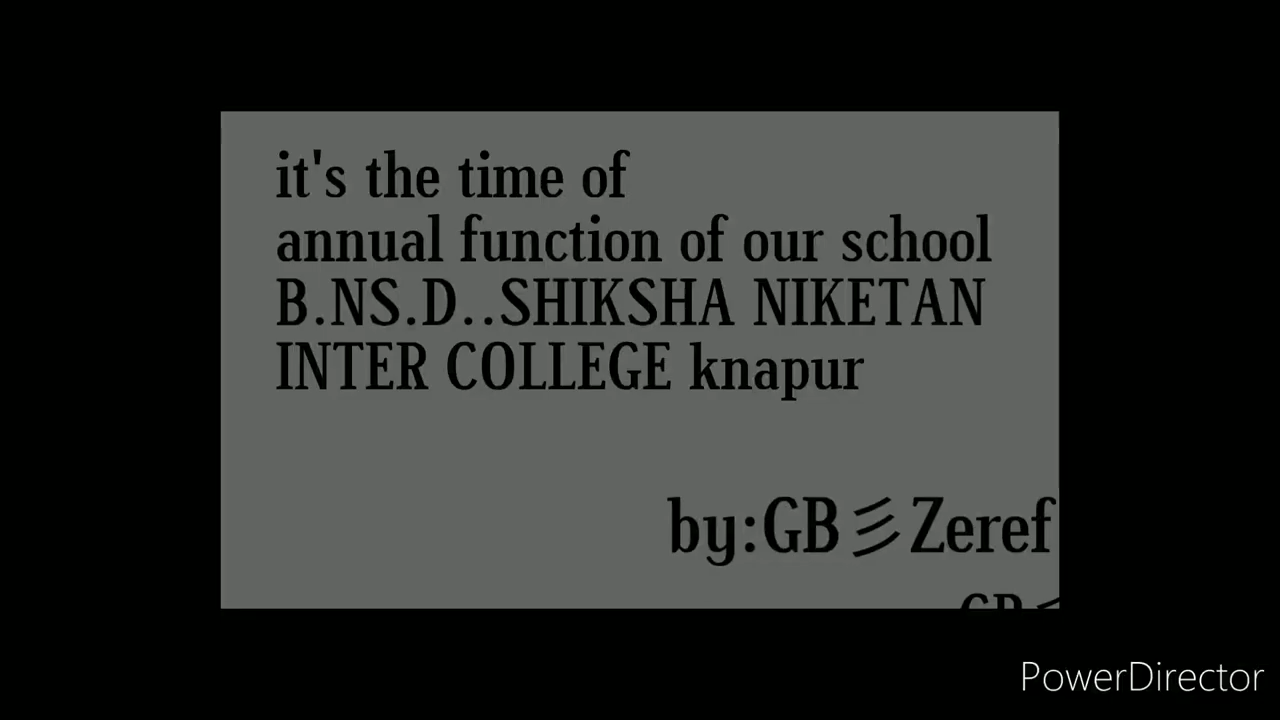 it's the time of
annual function of our school
B.NS.D..SHIKSHA NIKETAN
INTER COLLEGE knapur
by:GB彡Zeref
PowerDirector